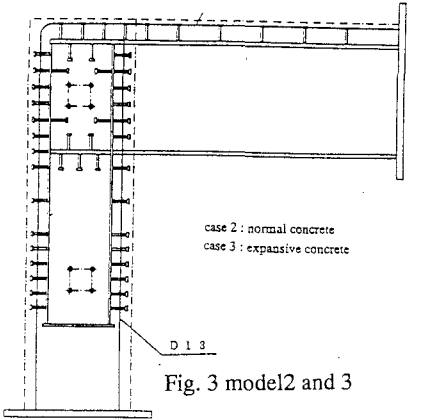 case 2 : normal concrete
case 3 : expansive concrete
D 1 3
Fig. 3 model2 and 3